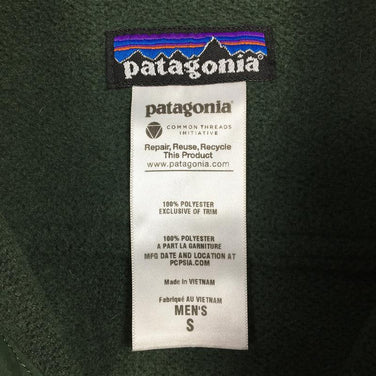 patagonia®
patagonia®
COMMON THREADS
INITIATIVE
Repair, Reuse, Recycle
This Product
www.patagonia.com
100% POLYESTER
EXCLUSIVE OF TRIM
100% POLYESTER
A PART LA GARNITURE
MFG DATE AND LOCATION AT
PCPSIA.COM
Made in VIETNAM
Fabriqué AU VIETNAM
MEN'S
S